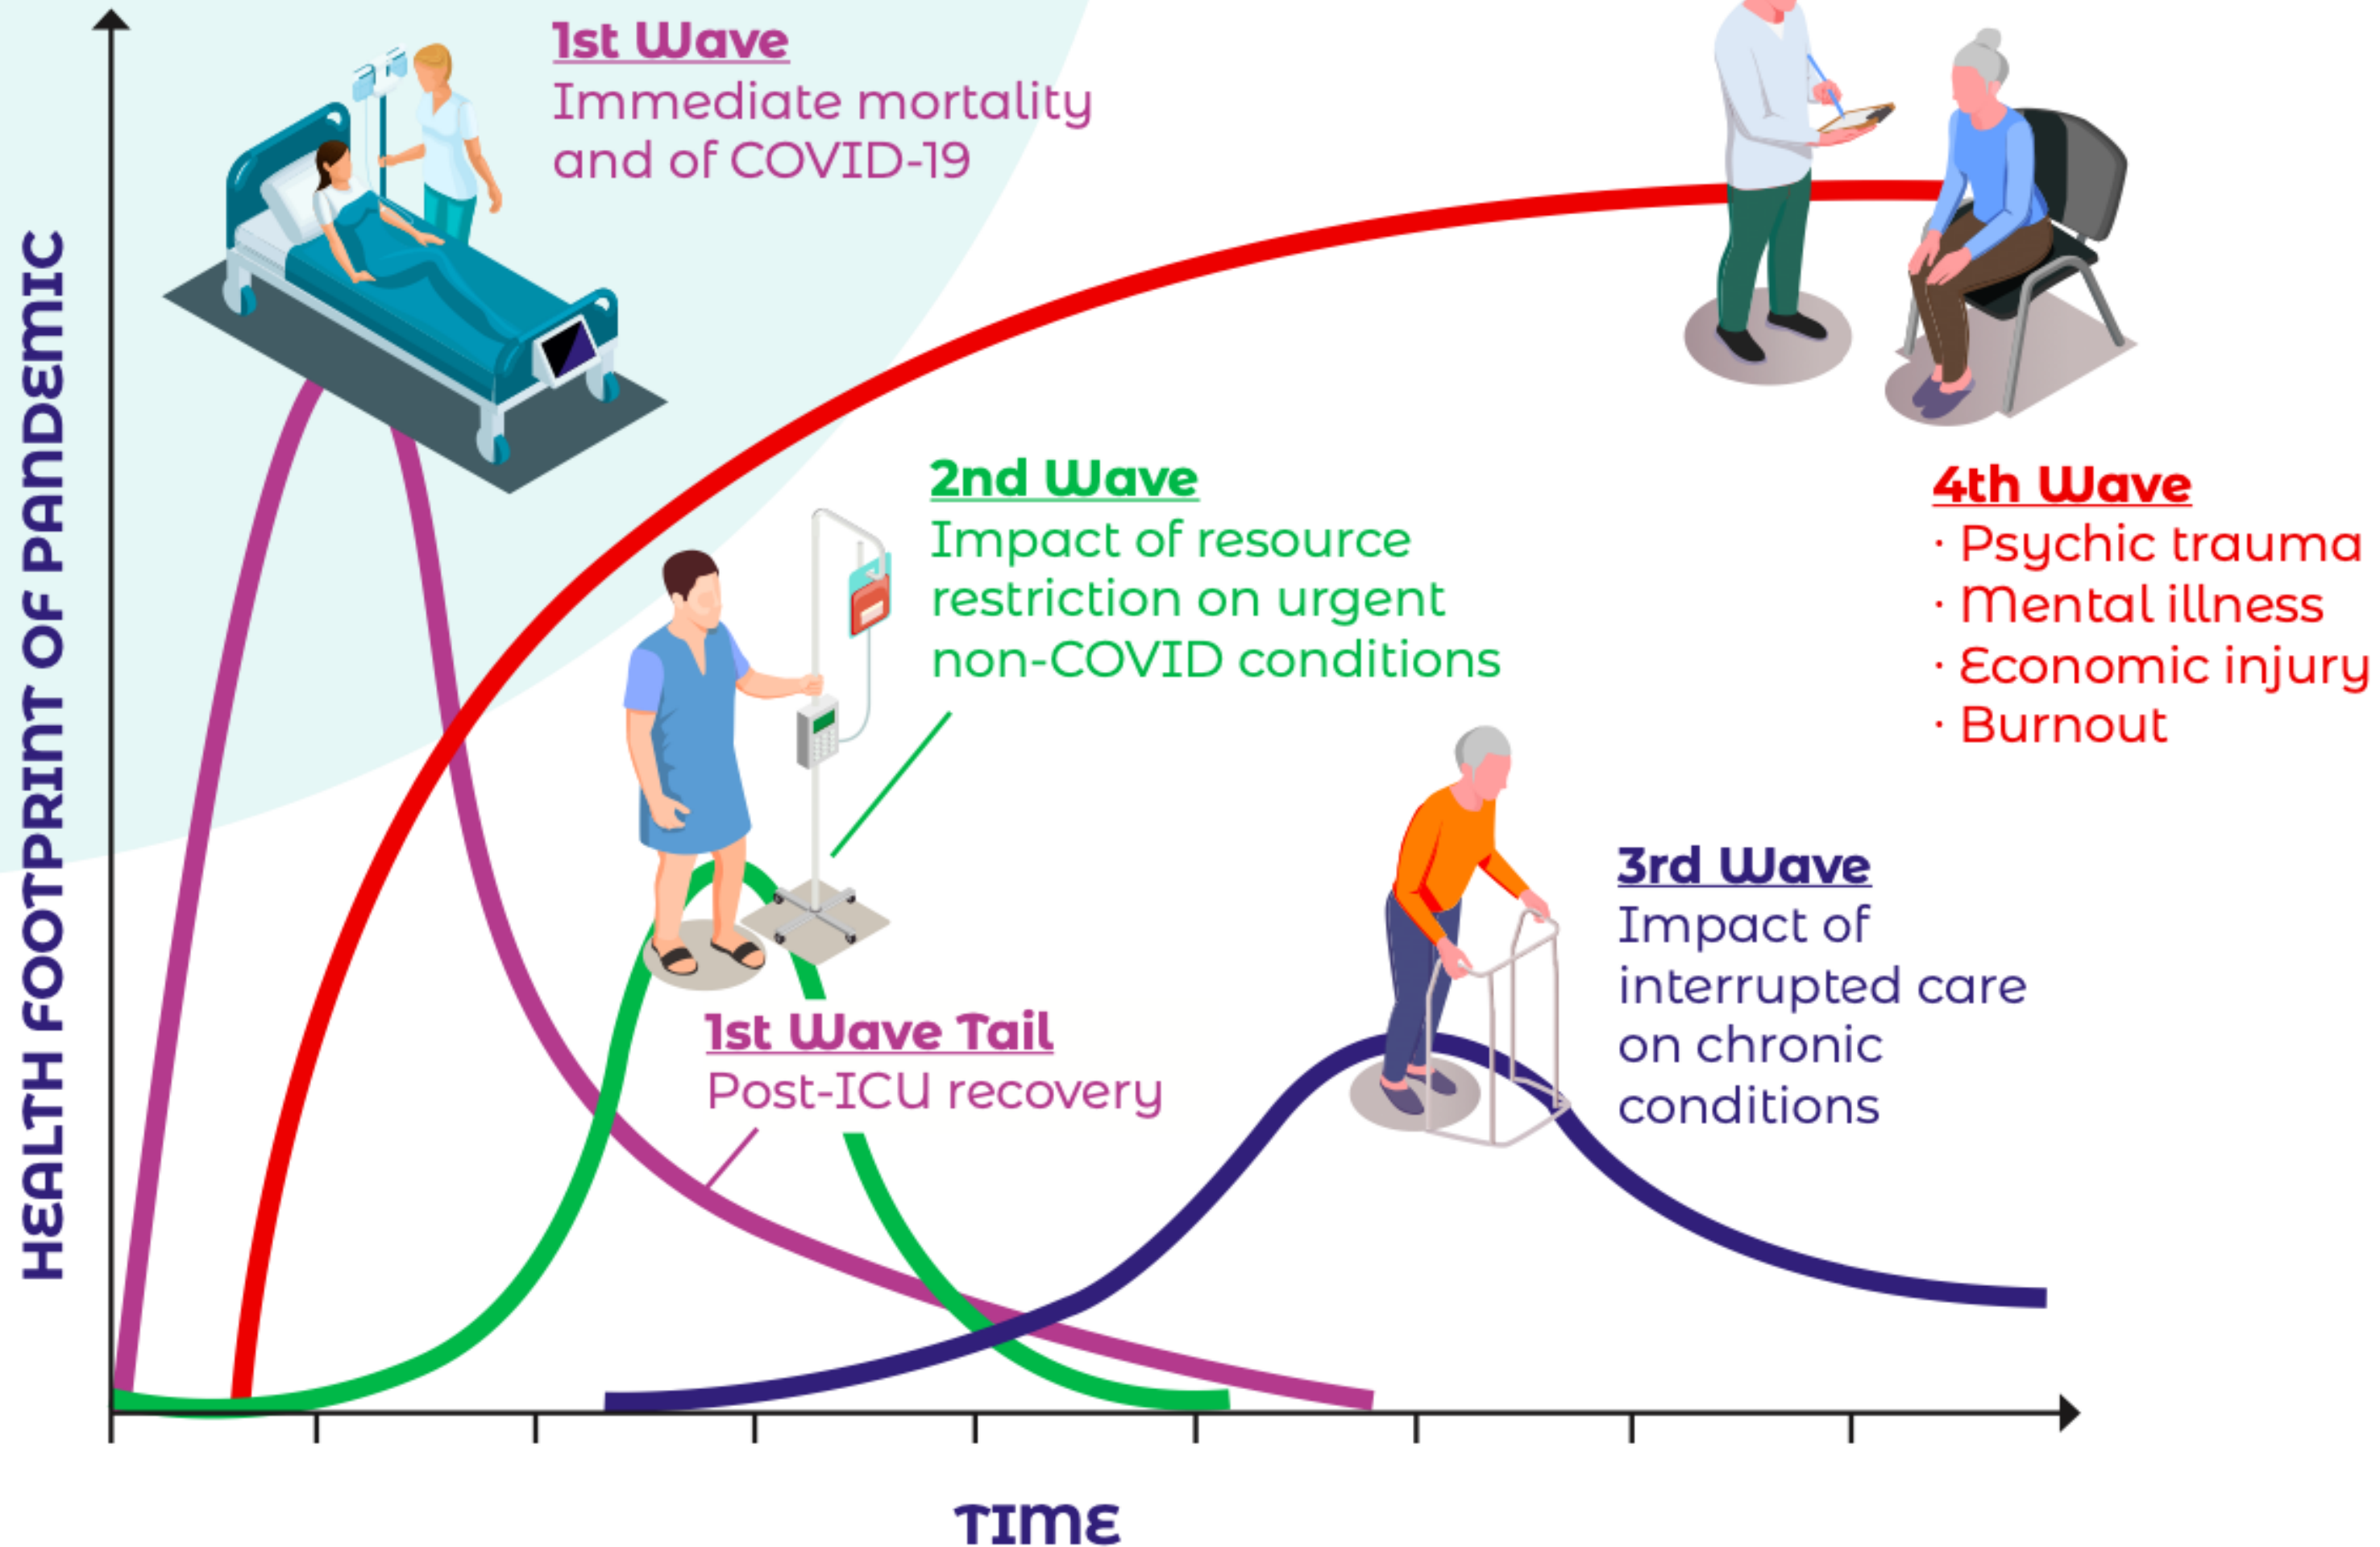 1st Wave
Immediate mortality
and of COVID-19
HEALTH FOOTPRINT OF PANDEMIC
2nd Wave
Impact of resource
restriction on urgent
non-COVID conditions
4th Wave
· Psychic trauma
· Mental illness
· Economic injury
· Burnout
3rd Wave
Impact of
interrupted care
on chronic
conditions
1st Wave Tail
Post-ICU recovery
TIME